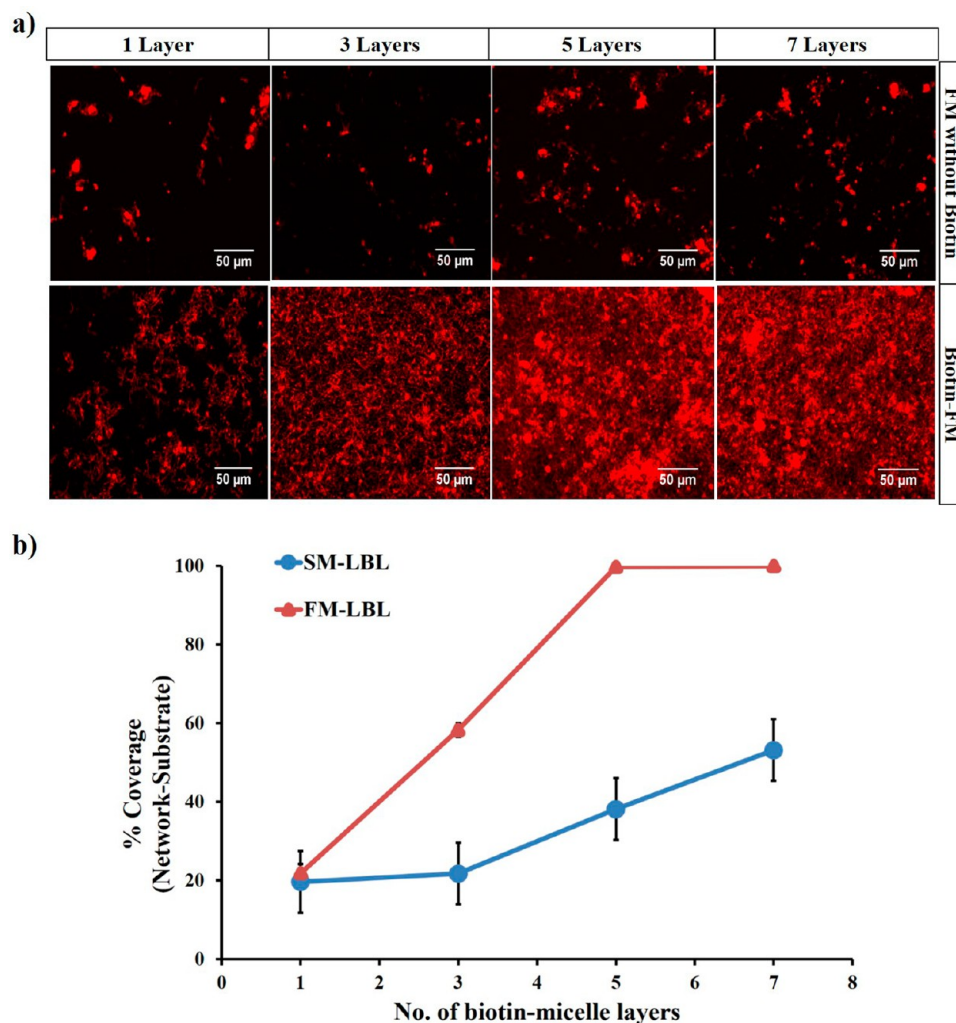 a)
1 Layer 3 Layers 5 Layers 7 Layers
FM without Biotin
50 µm 50 µm 50 µm 50 µm
Biotin-FM
50 µm 50 µm 50 µm 50 µm
b)
SM-LBL
FM-LBL
% Coverage
(Network-Substrate)
100
80
60
40
20
0
0 1 2 3 4 5 6 7 8
No. of biotin-micelle layers